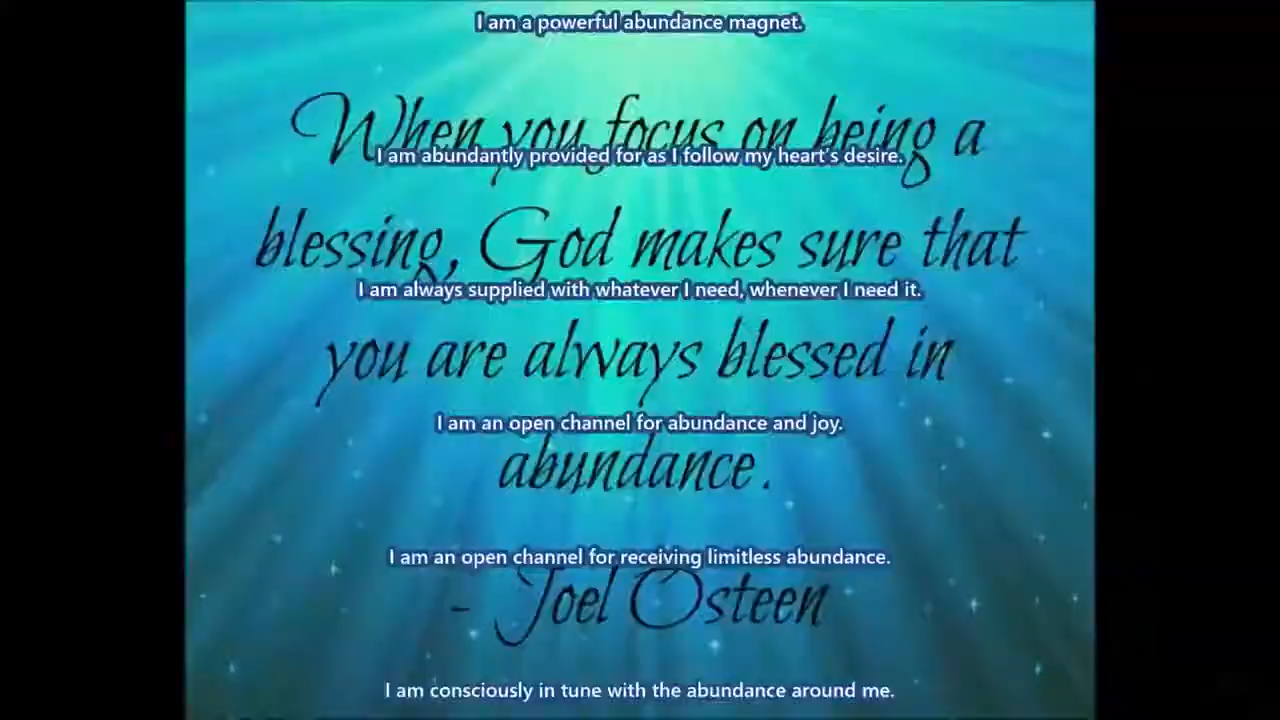 I am a powerful abundance magnet.
When you focus on being a
I am abundantly provided for as I follow my heart's desire.
blessing, God makes sure that
I am always supplied with whatever I need, whenever I need it.
you are always blessed in
I am an open channel for abundance and joy.
abundance.
I am an open channel for receiving limitless abundance.
- Joel Osteen
I am consciously in tune with the abundance around me.